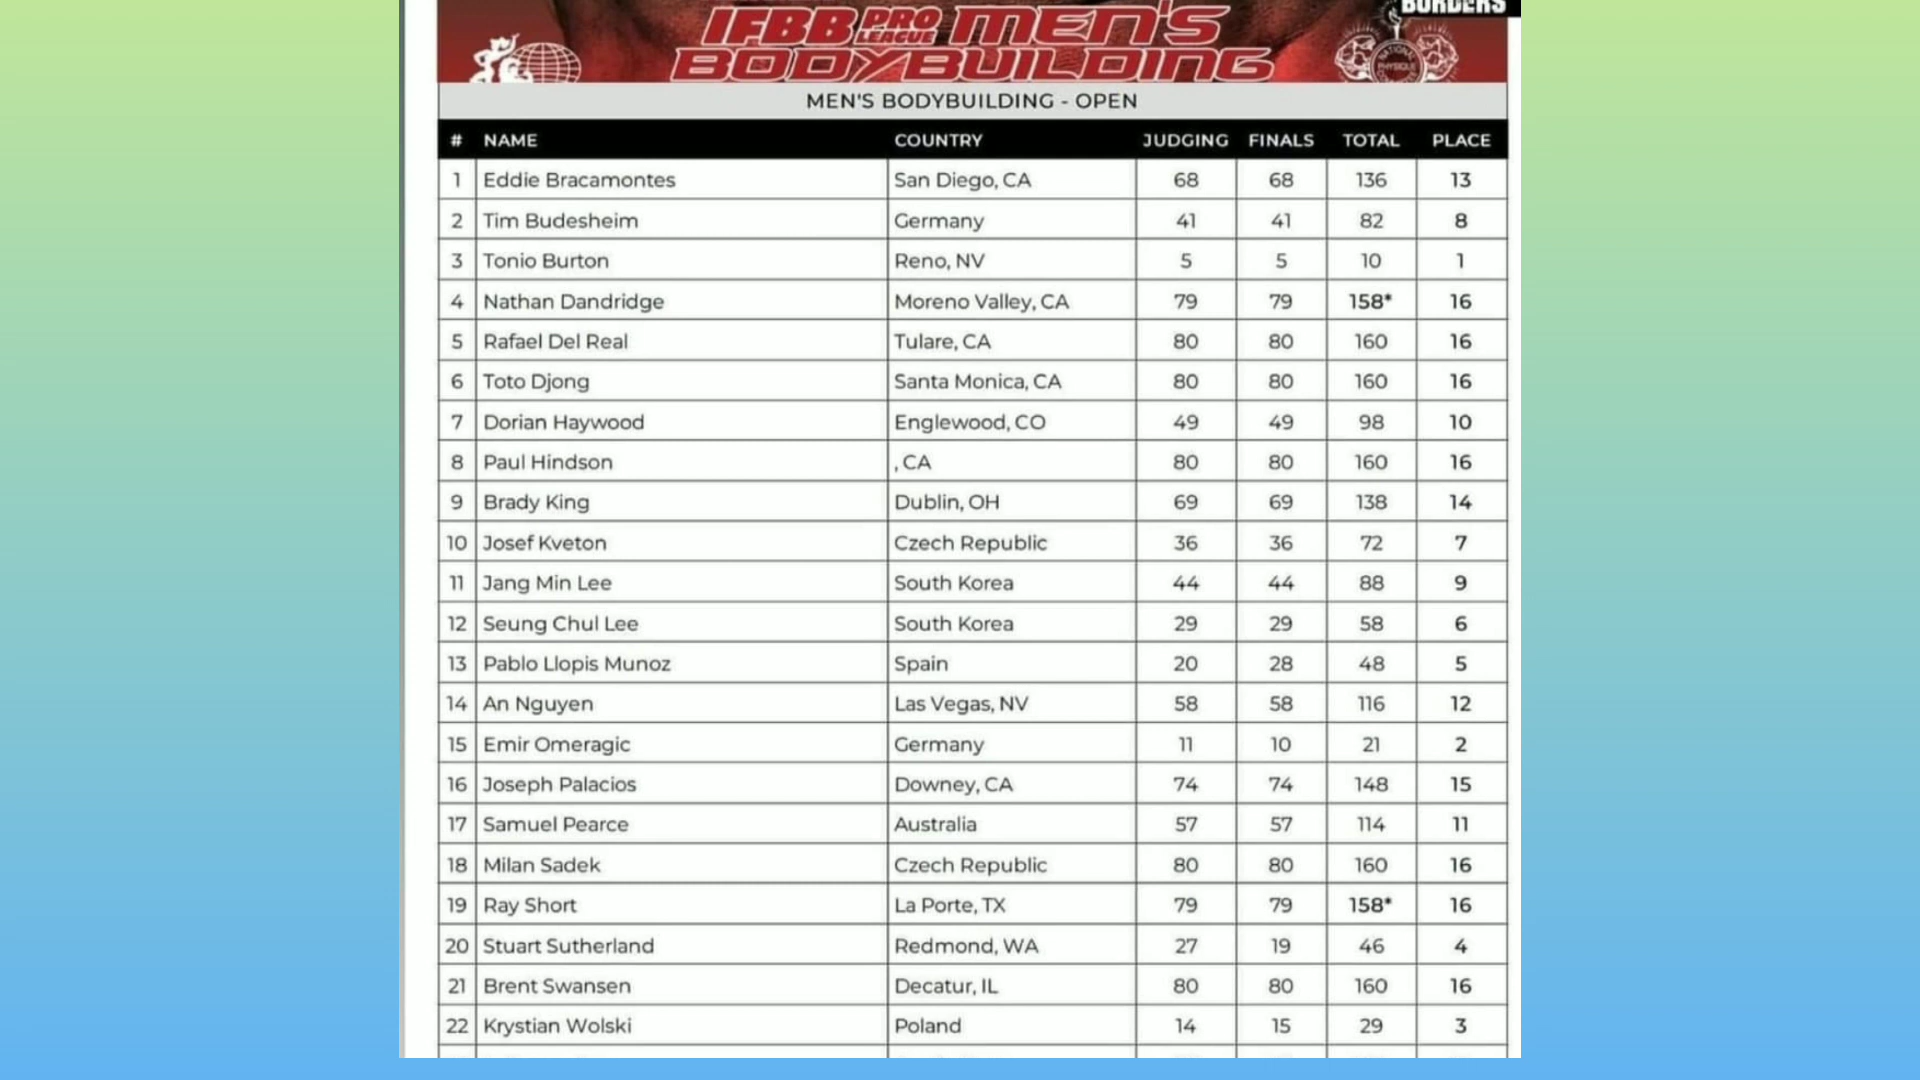 BORDERS
IFBB PRO LEAGUE MEN'S
BODYBUILDING
NATIONAL PHYSIQUE
MEN'S BODYBUILDING - OPEN
# NAME COUNTRY JUDGING FINALS TOTAL PLACE
1 Eddie Bracamontes San Diego, CA 68 68 136 13
2 Tim Budesheim Germany 41 41 82 8
3 Tonio Burton Reno, NV 5 5 10 1
4 Nathan Dandridge Moreno Valley, CA 79 79 158* 16
5 Rafael Del Real Tulare, CA 80 80 160 16
6 Toto Djong Santa Monica, CA 80 80 160 16
7 Dorian Haywood Englewood, CO 49 49 98 10
8 Paul Hindson , CA 80 80 160 16
9 Brady King Dublin, OH 69 69 138 14
10 Josef Kveton Czech Republic 36 36 72 7
11 Jang Min Lee South Korea 44 44 88 9
12 Seung Chul Lee South Korea 29 29 58 6
13 Pablo Llopis Munoz Spain 20 28 48 5
14 An Nguyen Las Vegas, NV 58 58 116 12
15 Emir Omeragic Germany 11 10 21 2
16 Joseph Palacios Downey, CA 74 74 148 15
17 Samuel Pearce Australia 57 57 114 11
18 Milan Sadek Czech Republic 80 80 160 16
19 Ray Short La Porte, TX 79 79 158* 16
20 Stuart Sutherland Redmond, WA 27 19 46 4
21 Brent Swansen Decatur, IL 80 80 160 16
22 Krystian Wolski Poland 14 15 29 3